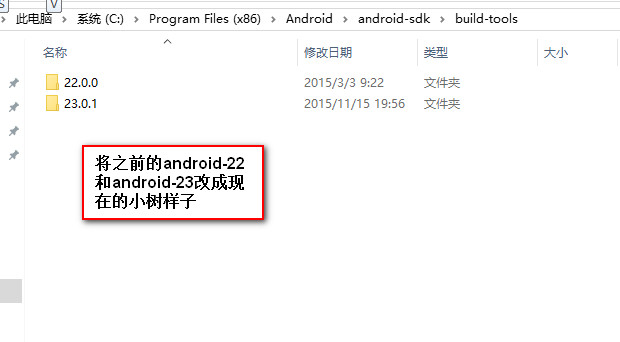 V
此电脑 > 系统 (C:) > Program Files (x86) > Android > android-sdk > build-tools
名称 修改日期 类型 大小
22.0.0 2015/3/3 9:22 文件夹
23.0.1 2015/11/15 19:56 文件夹
将之前的android-22
和android-23改成现
在的小树样子